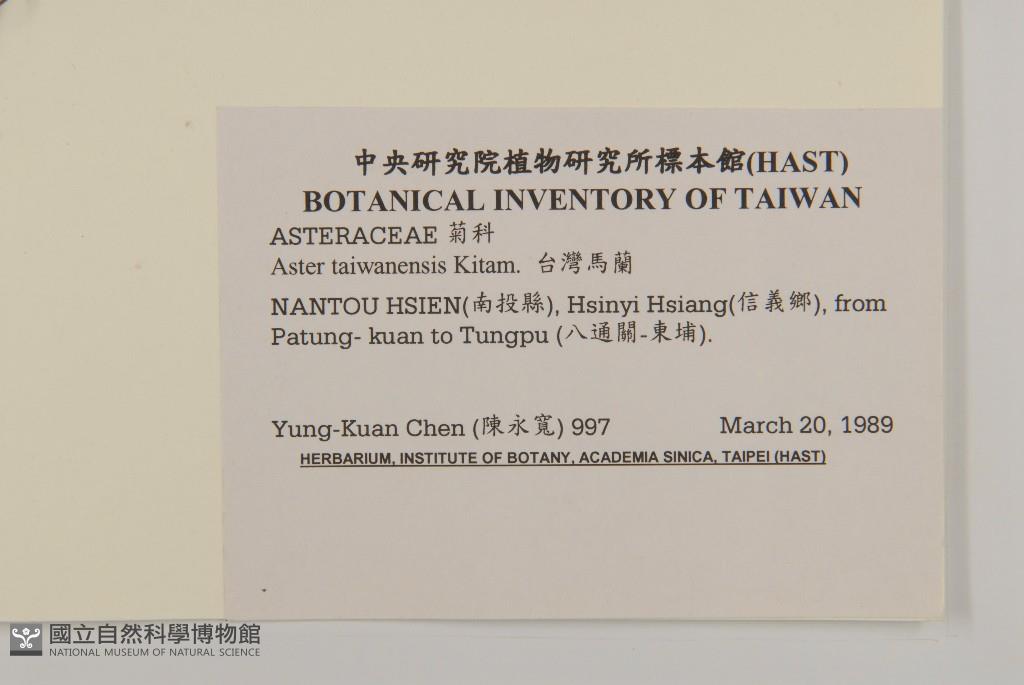 中央研究院植物研究所標本館(HAST)
BOTANICAL INVENTORY OF TAIWAN
ASTERACEAE 菊科
Aster taiwanensis Kitam. 台灣馬蘭
NANTOU HSIEN(南投縣), Hsinyi Hsiang(信義鄉), from
Patung- kuan to Tungpu (八通關-東埔).
Yung-Kuan Chen (陳永寬) 997 March 20, 1989
HERBARIUM, INSTITUTE OF BOTANY, ACADEMIA SINICA, TAIPEI (HAST)
國立自然科學博物館
NATIONAL MUSEUM OF NATURAL SCIENCE